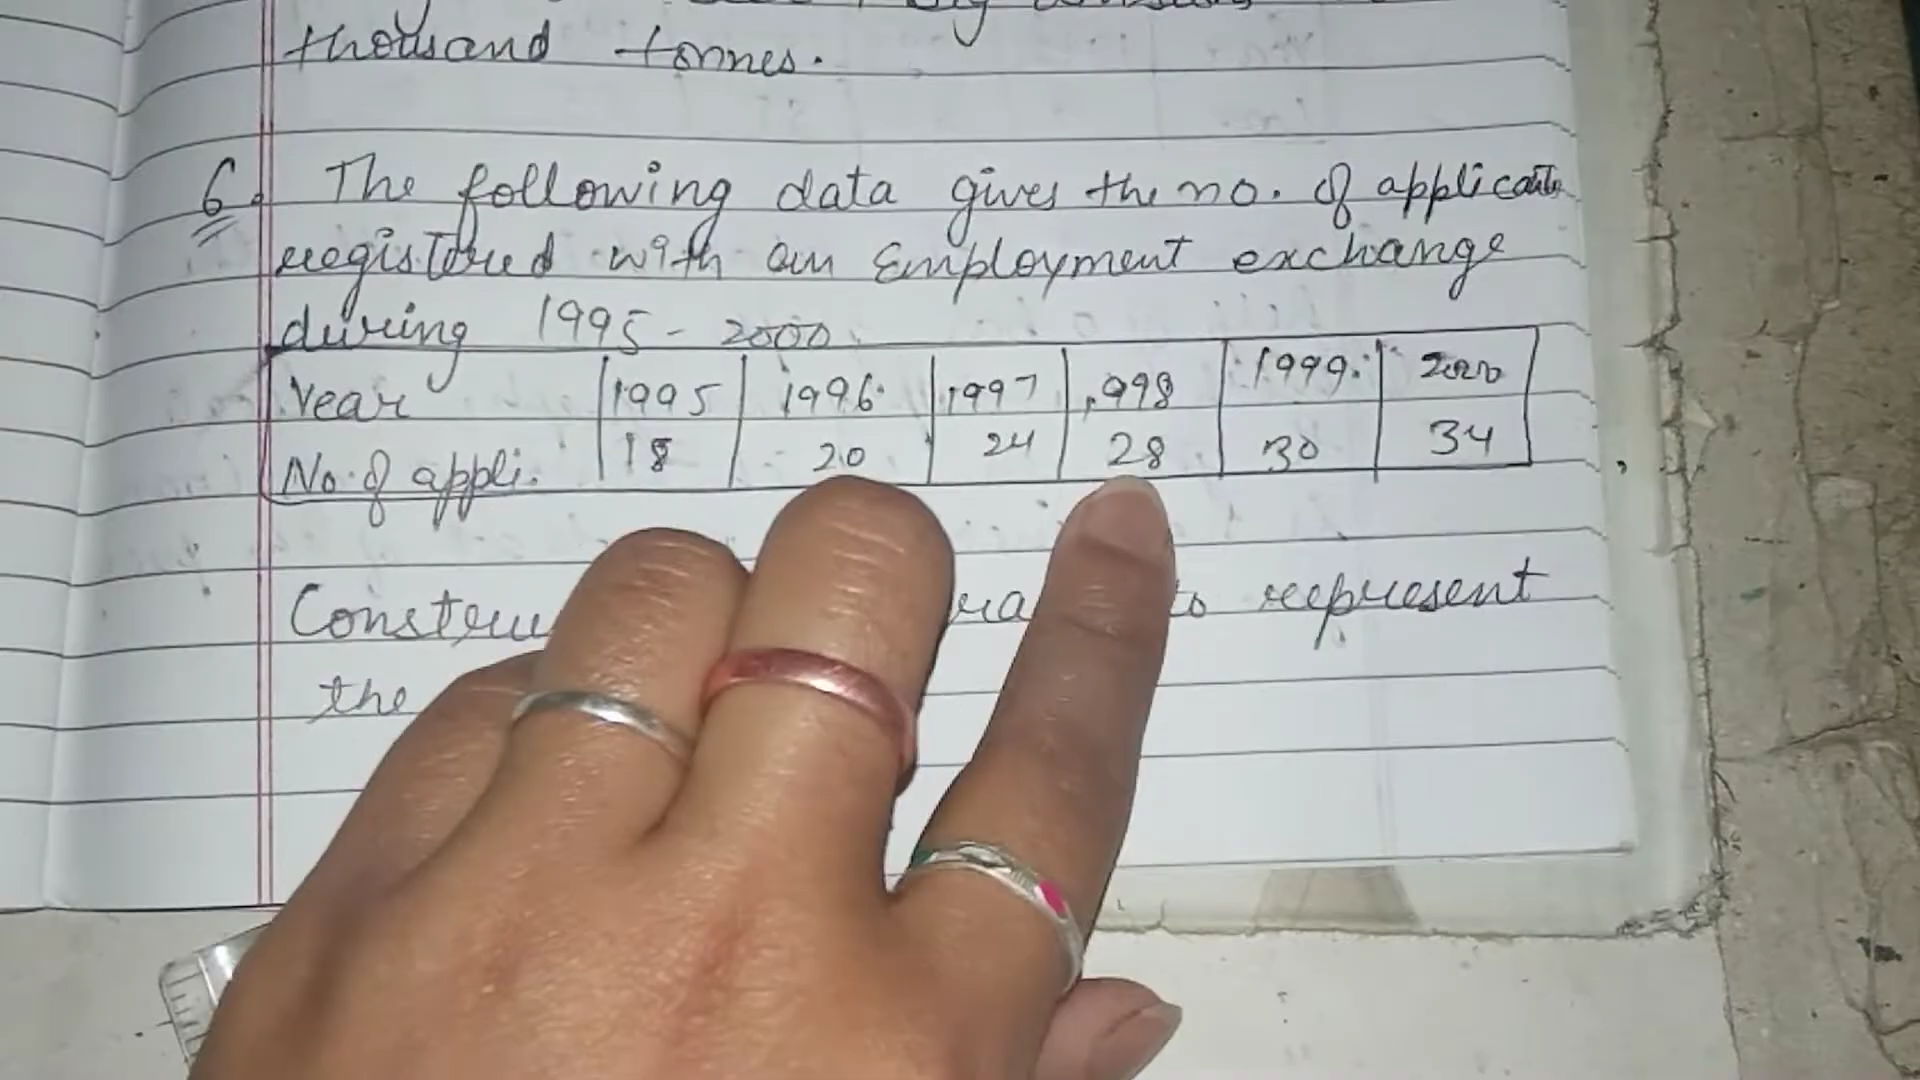 thousand tonnes.
6. The following data gives the no. of applicants
registered with an Employment exchange
during 1995 - 2000.
Year 1995 1996 1997 1998 1999 2000
No. of appli. 18 20 24 28 30 34
to represent
the